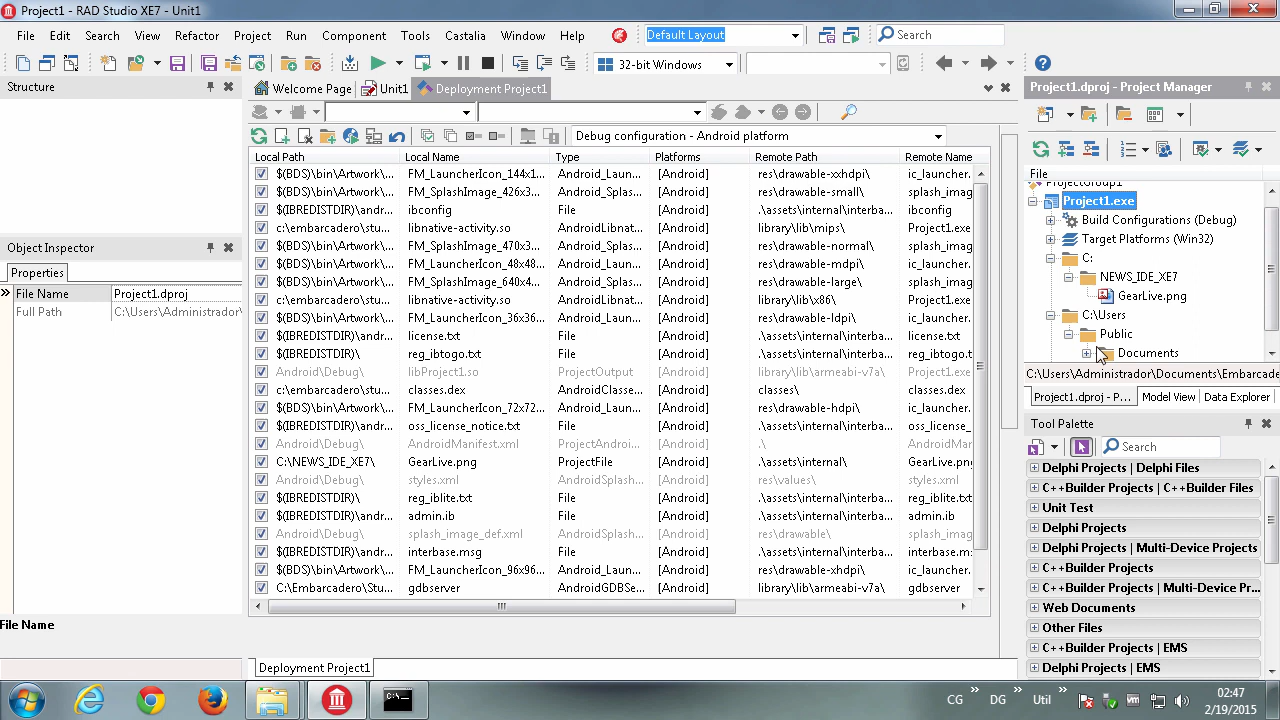 Project1 - RAD Studio XE7 - Unit1
File Edit Search View Refactor Project Run Component Tools Castalia Window Help Default Layout Search
32-bit Windows
Structure
Welcome Page Unit1 Deployment Project1
Project1.dproj - Project Manager
Debug configuration - Android platform
Local Path Local Name Type Platforms Remote Path Remote Name
$(BDS)\bin\Artwork\... FM_LauncherIcon_144x1... Android_Laun... [Android] res\drawable-xxhdpi\ ic_launcher.
$(BDS)\bin\Artwork\... FM_SplashImage_426x3... Android_Splas... [Android] res\drawable-small\ splash_imag
$(IBREDISTDIR)\andr... ibconfig File [Android] .\assets\internal\interba... ibconfig
c:\embarcadero\stud... libnative-activity.so AndroidLibnat... [Android] library\lib\mips\ Project1.exe
$(BDS)\bin\Artwork\... FM_SplashImage_470x3... Android_Splas... [Android] res\drawable-normal\ splash_imag
$(BDS)\bin\Artwork\... FM_LauncherIcon_48x48... Android_Laun... [Android] res\drawable-mdpi\ ic_launcher.
$(BDS)\bin\Artwork\... FM_SplashImage_640x4... Android_Splas... [Android] res\drawable-large\ splash_imag
c:\embarcadero\stud... libnative-activity.so AndroidLibnat... [Android] library\lib\x86\ Project1.exe
$(BDS)\bin\Artwork\... FM_LauncherIcon_36x36... Android_Laun... [Android] res\drawable-ldpi\ ic_launcher.
$(IBREDISTDIR)\ license.txt File [Android] .\assets\internal\interba... license.txt
$(IBREDISTDIR)\ reg_ibtogo.txt File [Android] .\assets\internal\interba... reg_ibtogo.t
Android\Debug\ libProject1.so ProjectOutput [Android] library\lib\armeabi-v7a\ libProject1.s
c:\embarcadero\stud... classes.dex AndroidClasse... [Android] classes\ classes.dex
$(BDS)\bin\Artwork\... FM_LauncherIcon_72x72... Android_Laun... [Android] res\drawable-hdpi\ ic_launcher.
$(IBREDISTDIR)\andr... oss_license_notice.txt File [Android] .\assets\internal\interba... oss_license_
Android\Debug\ AndroidManifest.xml ProjectAndroi... [Android] .\ AndroidMani
C:\NEWS_IDE_XE7\ GearLive.png ProjectFile [Android] .\assets\internal\ GearLive.png
Android\Debug\ styles.xml AndroidSplash... [Android] res\values\ styles.xml
$(IBREDISTDIR)\ reg_iblite.txt File [Android] .\assets\internal\interba... reg_iblite.tx
$(IBREDISTDIR)\andr... admin.ib File [Android] .\assets\internal\interba... admin.ib
Android\Debug\ splash_image_def.xml AndroidSplash... [Android] res\drawable\ splash_imag
$(IBREDISTDIR)\andr... interbase.msg File [Android] .\assets\internal\interba... interbase.m
$(BDS)\bin\Artwork\... FM_LauncherIcon_96x96... Android_Laun... [Android] res\drawable-xhdpi\ ic_launcher.
C:\Embarcadero\Stu... gdbserver AndroidGDBSe... [Android] library\lib\armeabi-v7a\ gdbserver
Object Inspector
Properties
File Name Project1.dproj
Full Path C:\Users\Administrador\
File Name
Deployment Project1
File
ProjectGroup1
Project1.exe
Build Configurations (Debug)
Target Platforms (Win32)
C:
NEWS_IDE_XE7
GearLive.png
C:\Users
Public
Documents
C:\Users\Administrador\Documents\Embarcade
Project1.dproj - P... Model View Data Explorer
Tool Palette
Search
Delphi Projects | Delphi Files
C++Builder Projects | C++Builder Files
Unit Test
Delphi Projects
Delphi Projects | Multi-Device Projects
C++Builder Projects
C++Builder Projects | Multi-Device Pr...
Web Documents
Other Files
C++Builder Projects | EMS
Delphi Projects | EMS
CG DG Util
02:47
2/19/2015